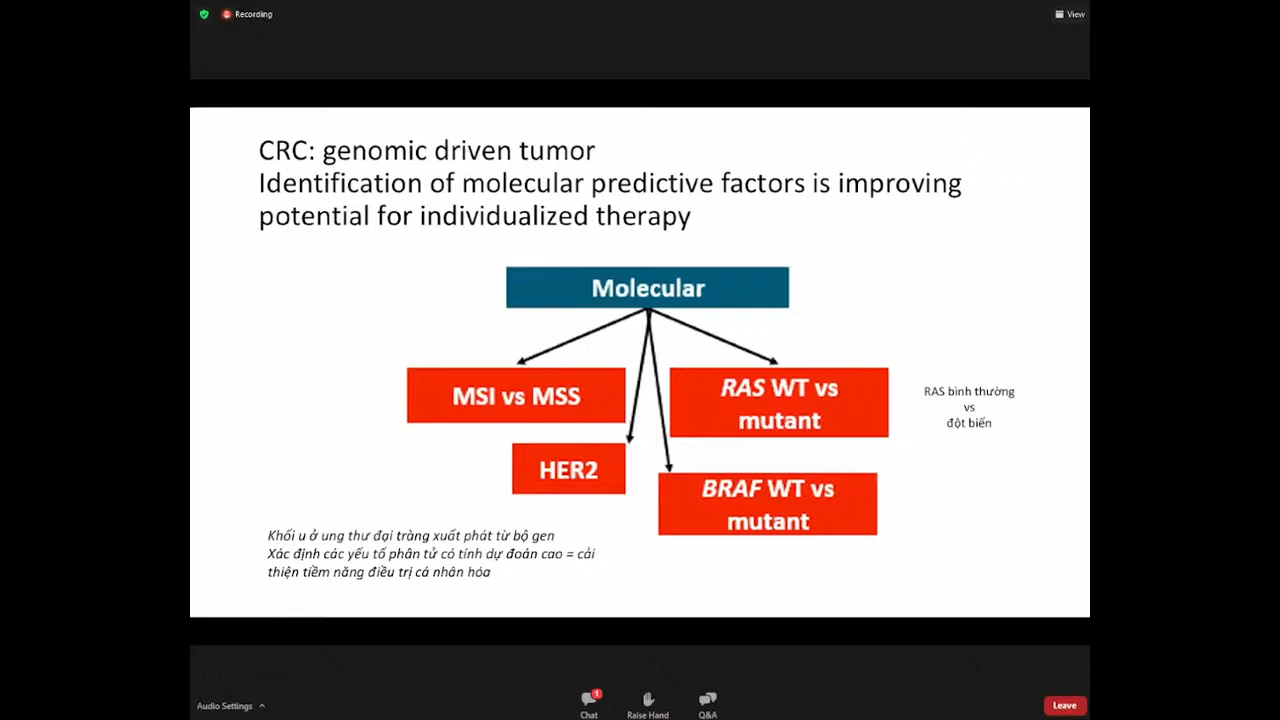 Recording
View
CRC: genomic driven tumor
Identification of molecular predictive factors is improving
potential for individualized therapy
Molecular
MSI vs MSS
RAS WT vs
mutant
RAS bình thường
vs
đột biến
HER2
BRAF WT vs
mutant
Khối u ở ung thư đại tràng xuất phát từ bộ gen
Xác định các yếu tố phân tử có tính dự đoán cao = cải
thiện tiềm năng điều trị cá nhân hóa
Audio Settings
1
Chat
Raise Hand
Q&A
Leave